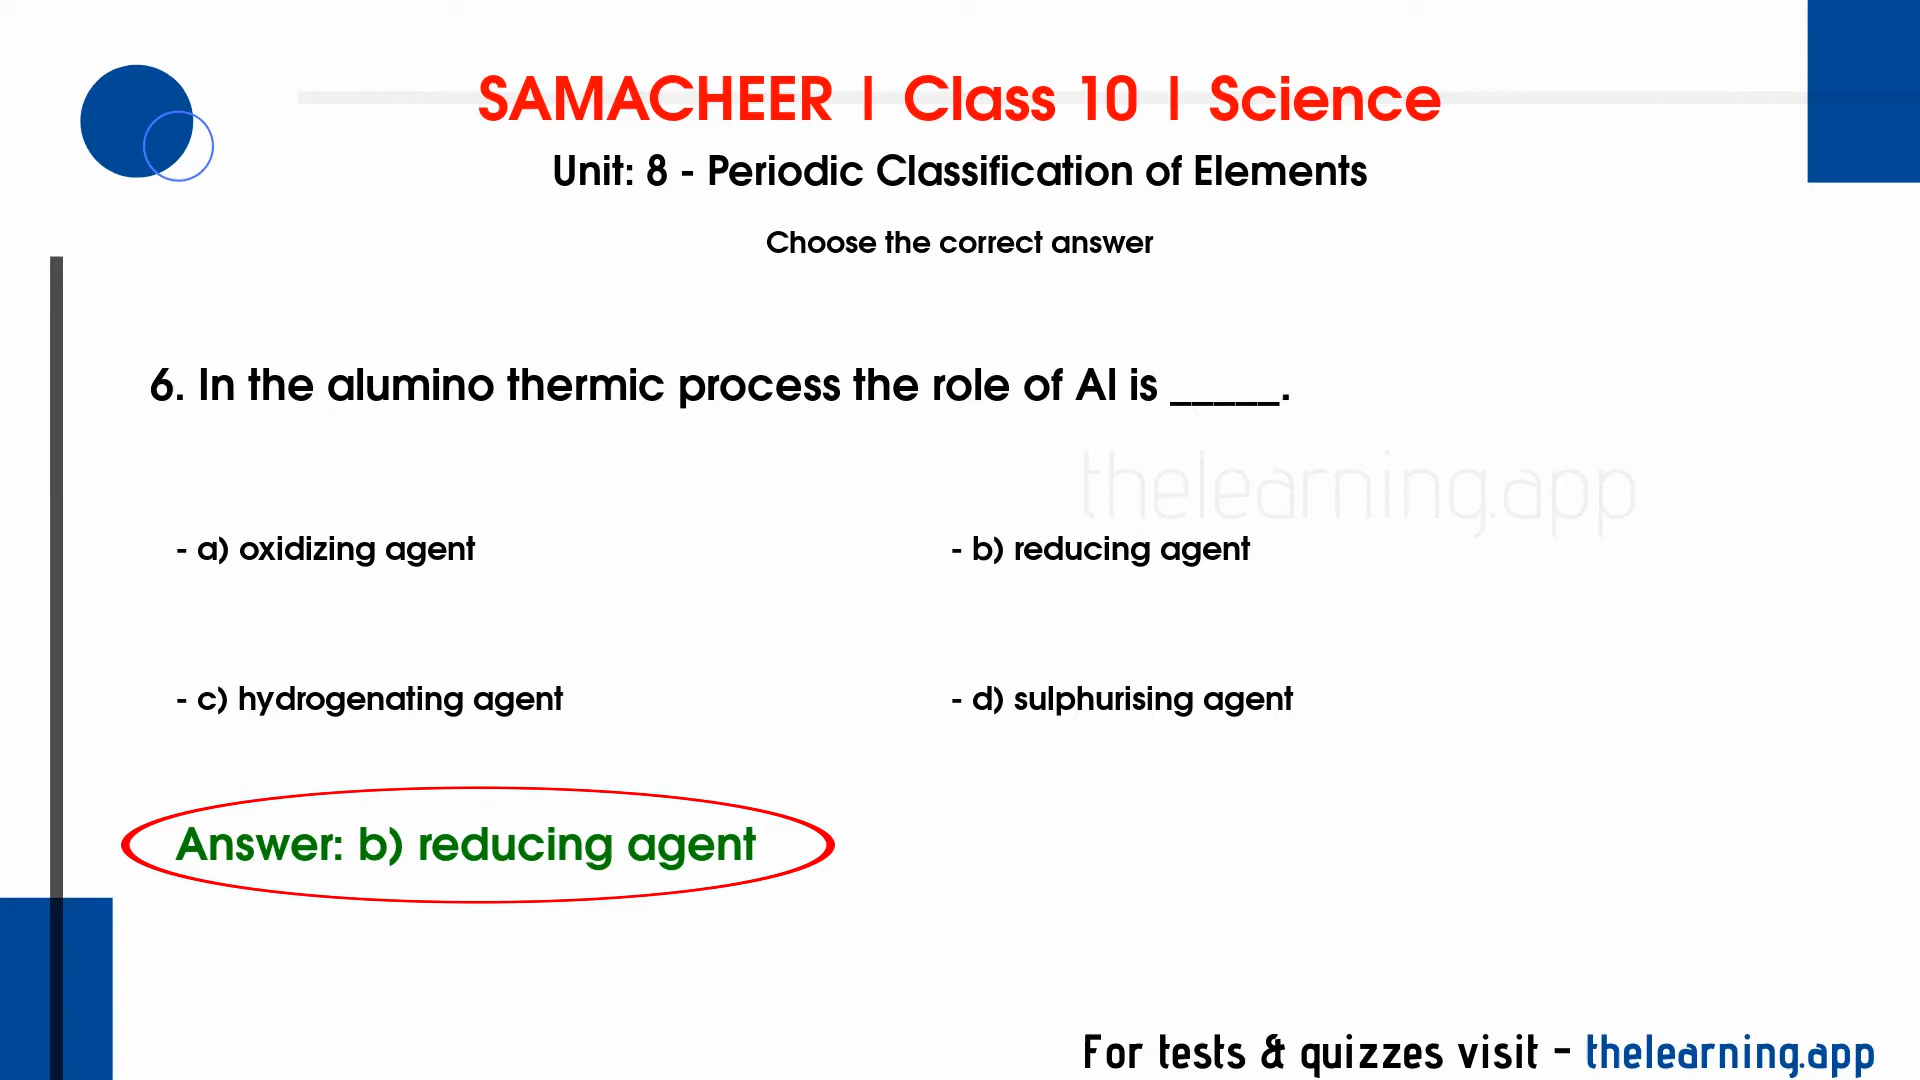 SAMACHEER | Class 10 | Science
Unit: 8 - Periodic Classification of Elements
Choose the correct answer
6. In the alumino thermic process the role of Al is _____.
thelearning.app
- a) oxidizing agent
- b) reducing agent
- c) hydrogenating agent
- d) sulphurising agent
Answer: b) reducing agent
For tests & quizzes visit - thelearning.app